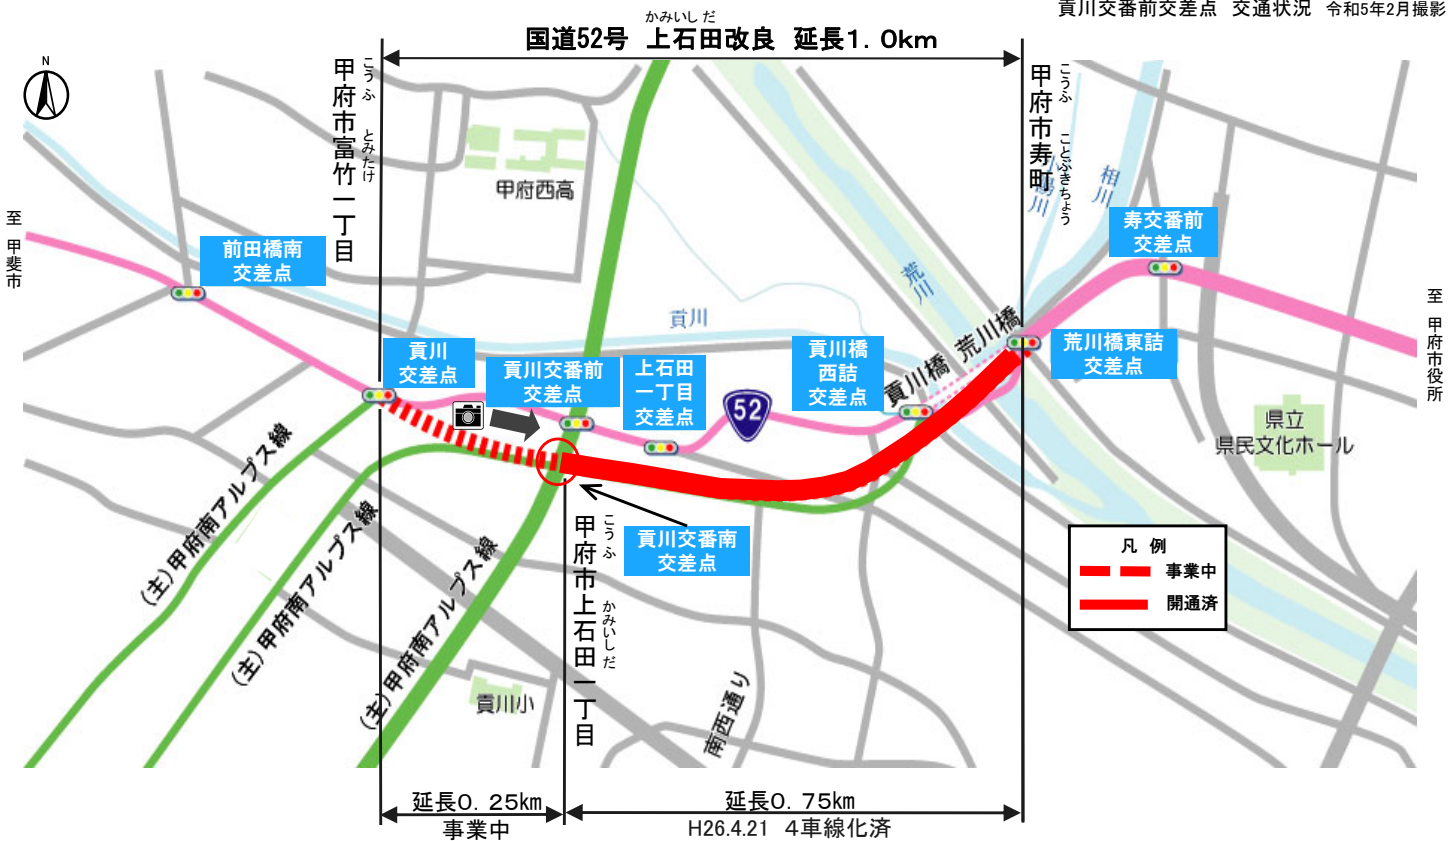 貢川交番前交差点 交通状況 令和5年2月撮影
かみいしだ
国道52号 上石田改良 延長1.0km
N
こうふ とみたけ
甲府市富竹一丁目
こうふ ことぶきちょう
甲府市寿町
甲府西高
相川
至 甲斐市
前田橋南
交差点
寿交番前
交差点
荒川
貢川
至 甲府市役所
貢川
交差点
貢川交番前
交差点
上石田
一丁目
交差点
貢川橋
西詰
交差点
貢川橋
荒川橋
荒川橋東詰
交差点
52
県立
県民文化ホール
(主)甲府南アルプス線
(主)甲府南アルプス線
(主)甲府南アルプス線
貢川交番南
交差点
こうふ かみいしだ
甲府市上石田一丁目
凡 例
事業中
開通済
貢川小
南西通り
延長0.25km
事業中
延長0.75km
H26.4.21 4車線化済